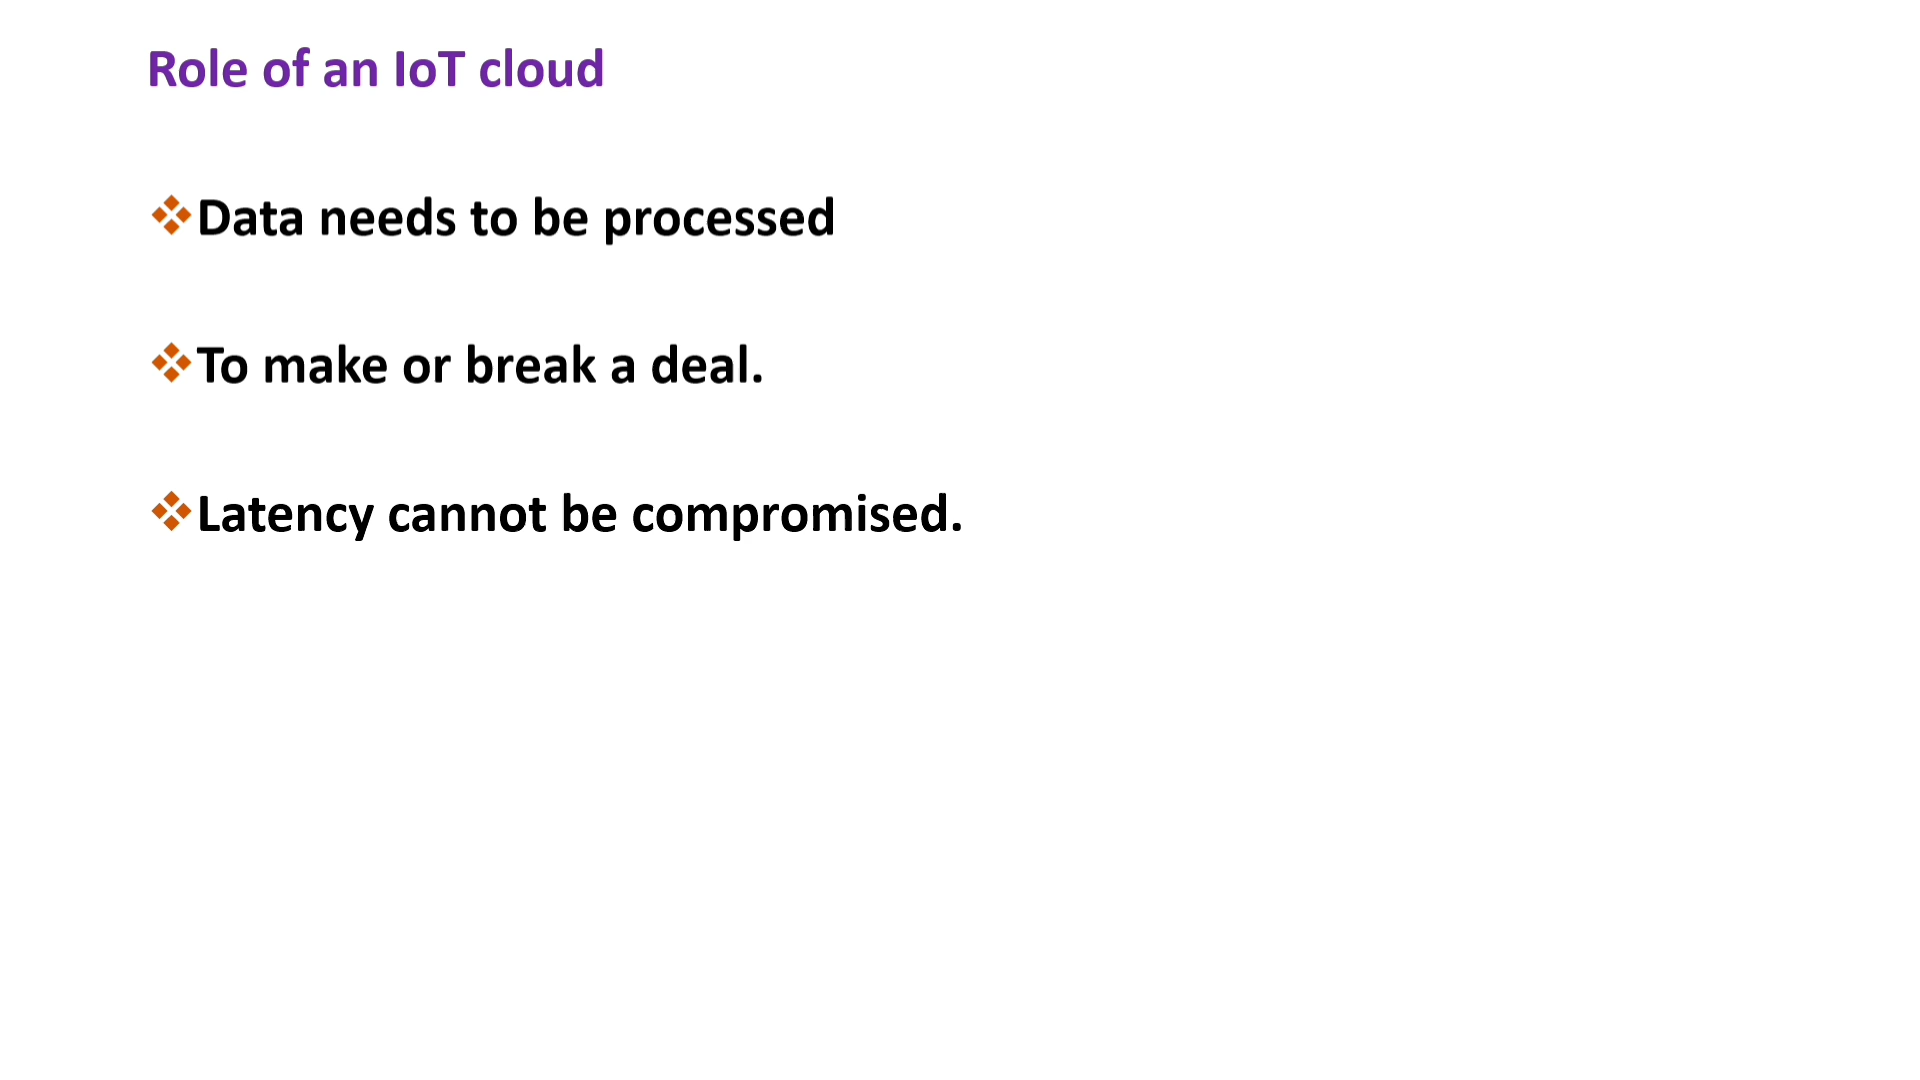 Role of an IoT cloud
❖Data needs to be processed
❖To make or break a deal.
❖Latency cannot be compromised.